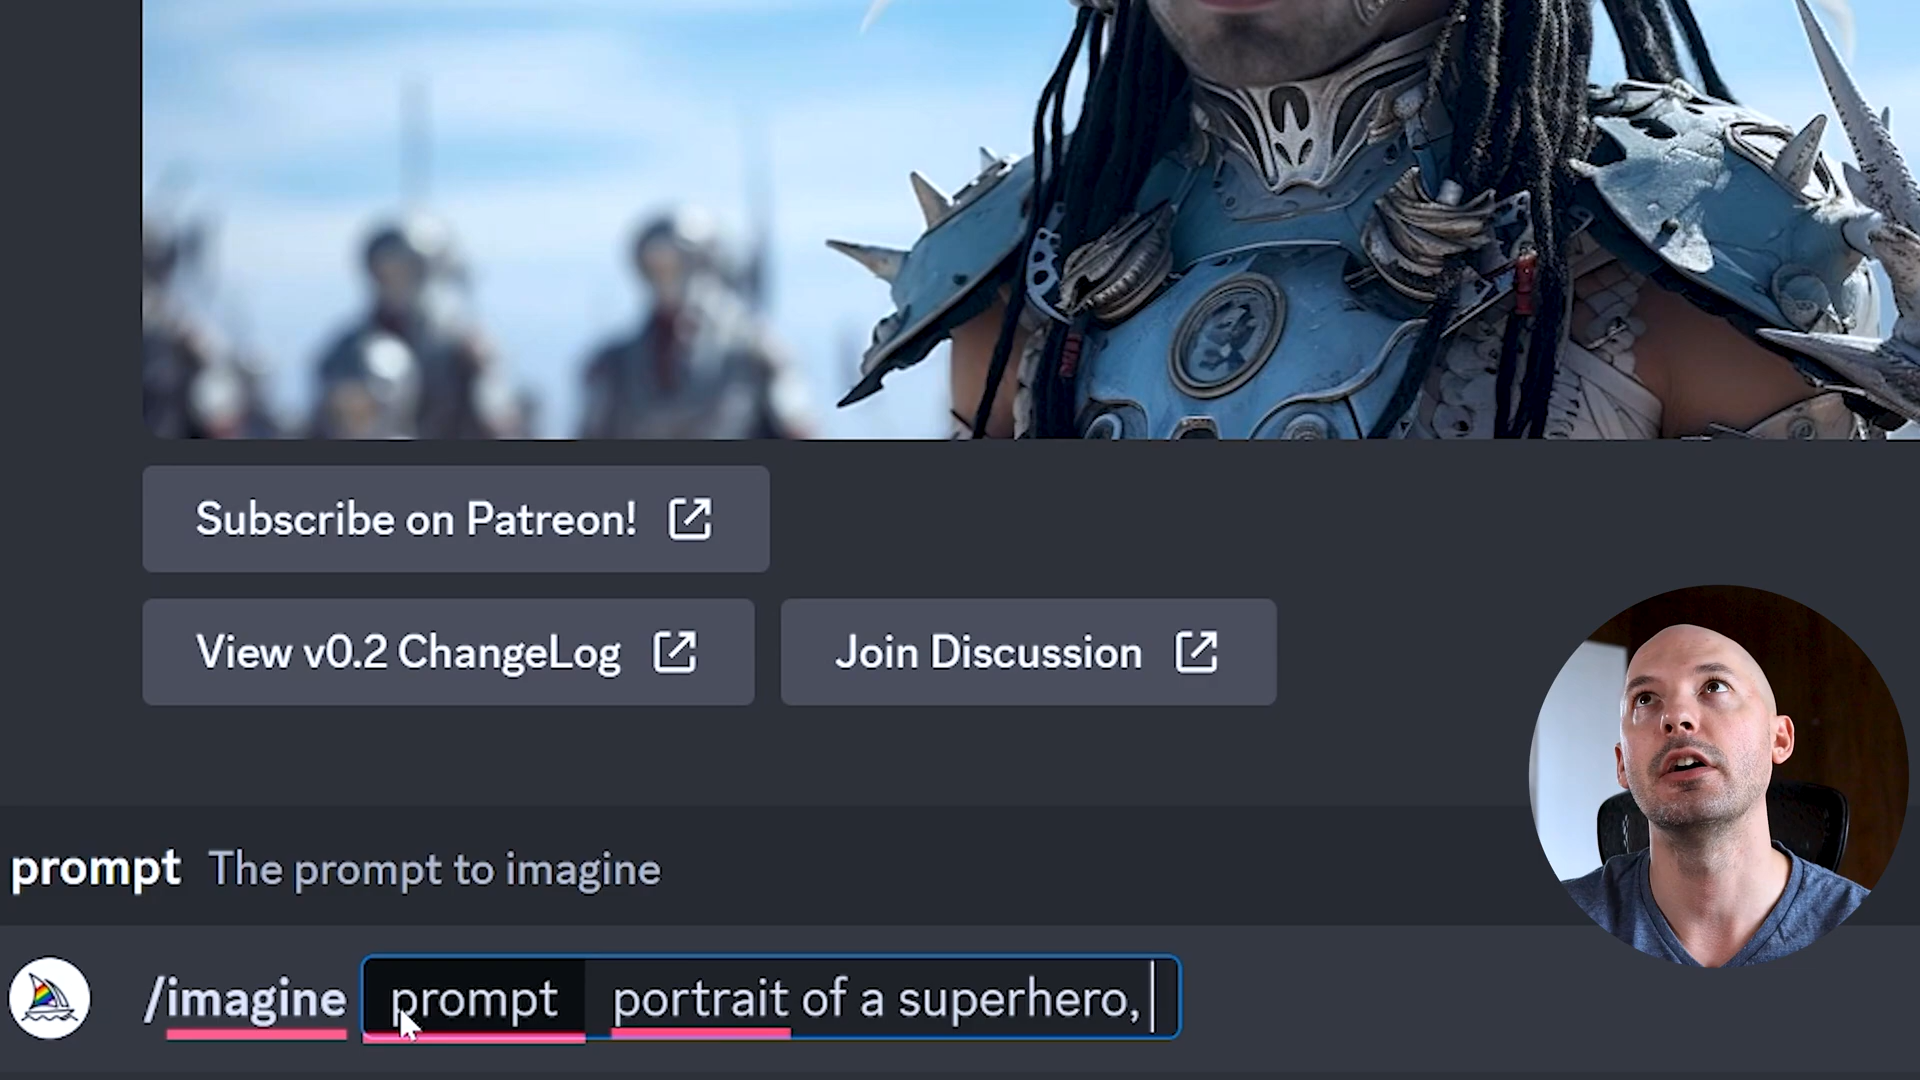 Subscribe on Patreon!
View v0.2 ChangeLog
Join Discussion
prompt The prompt to imagine
/imagine prompt portrait of a superhero,